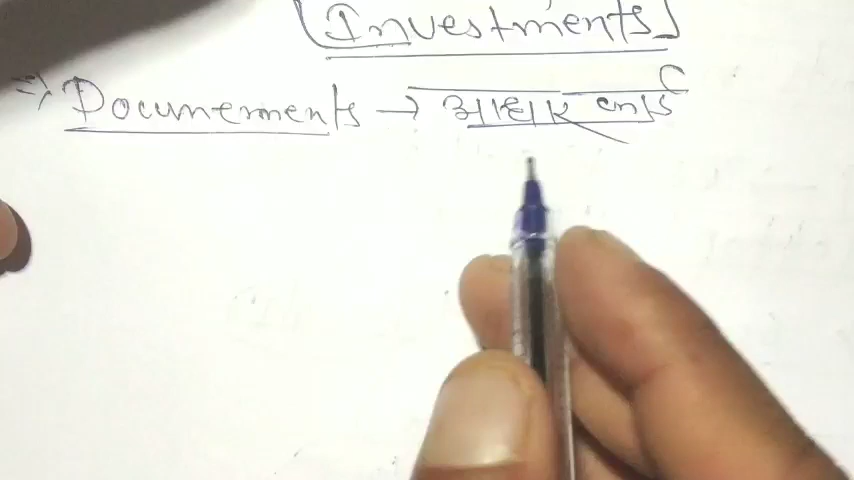 [Investments]
=> Documements → आधार कार्ड